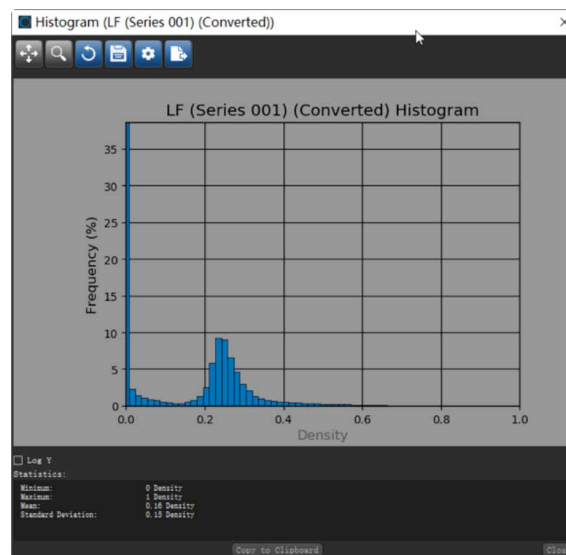 Histogram (LF (Series 001) (Converted))
LF (Series 001) (Converted) Histogram
35
30
25
20
15
10
5
0
Frequency (%)
0.0 0.2 0.4 0.6 0.8 1.0
Density
Log Y
Statistics:
Minimum: 0 Density
Maximum: 1 Density
Mean: 0.16 Density
Standard Deviation: 0.15 Density
Copy to Clipboard
Clos